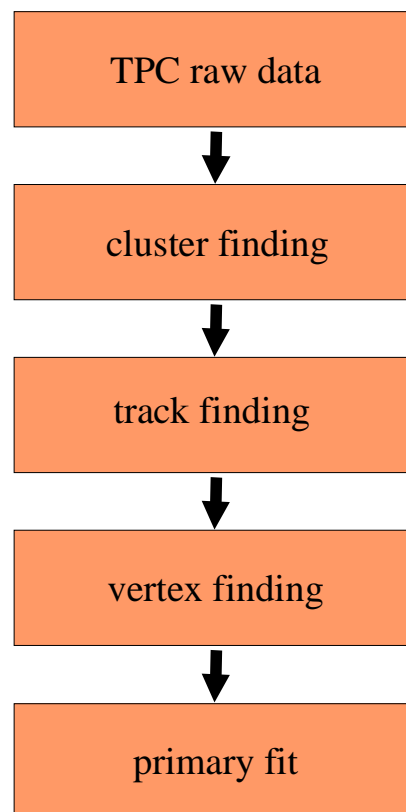 TPC raw data
cluster finding
track finding
vertex finding
primary fit